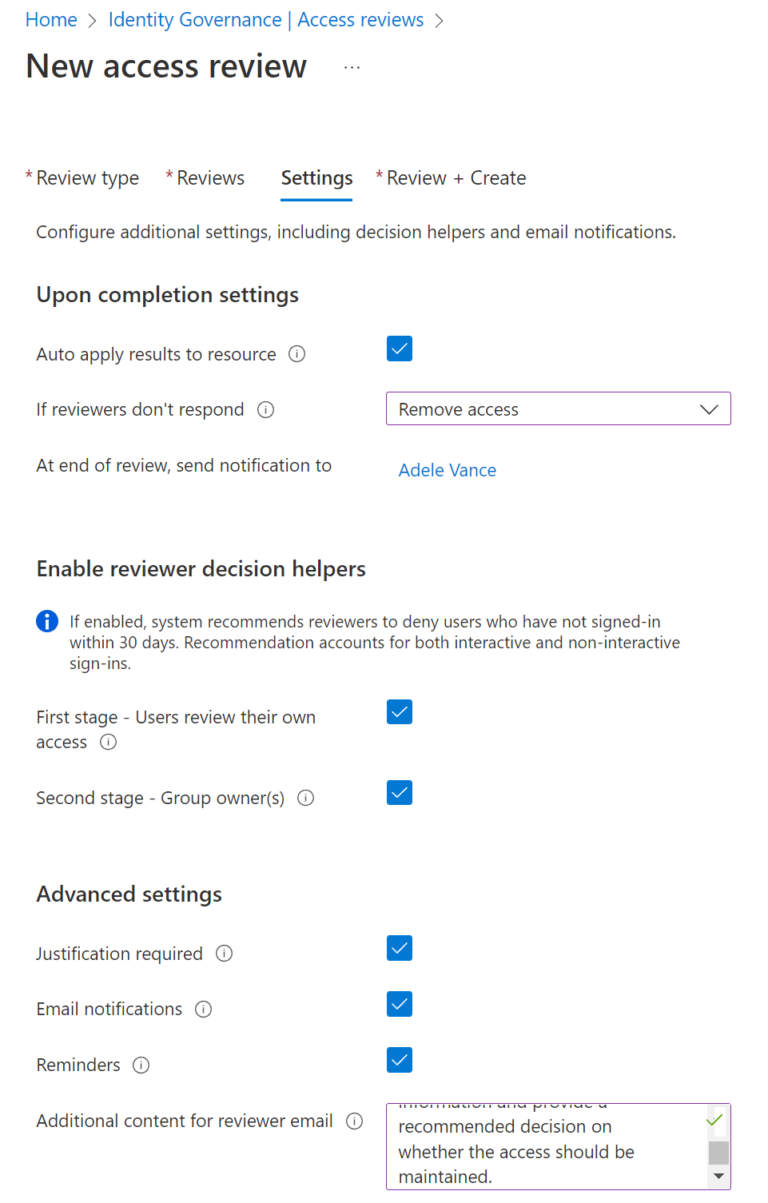 Home > Identity Governance | Access reviews >
New access review ...
*Review type *Reviews Settings *Review + Create
Configure additional settings, including decision helpers and email notifications.
Upon completion settings
Auto apply results to resource
If reviewers don't respond
Remove access
At end of review, send notification to
Adele Vance
Enable reviewer decision helpers
If enabled, system recommends reviewers to deny users who have not signed-in
within 30 days. Recommendation accounts for both interactive and non-interactive
sign-ins.
First stage - Users review their own
access
Second stage - Group owner(s)
Advanced settings
Justification required
Email notifications
Reminders
Additional content for reviewer email
information and provide a
recommended decision on
whether the access should be
maintained.